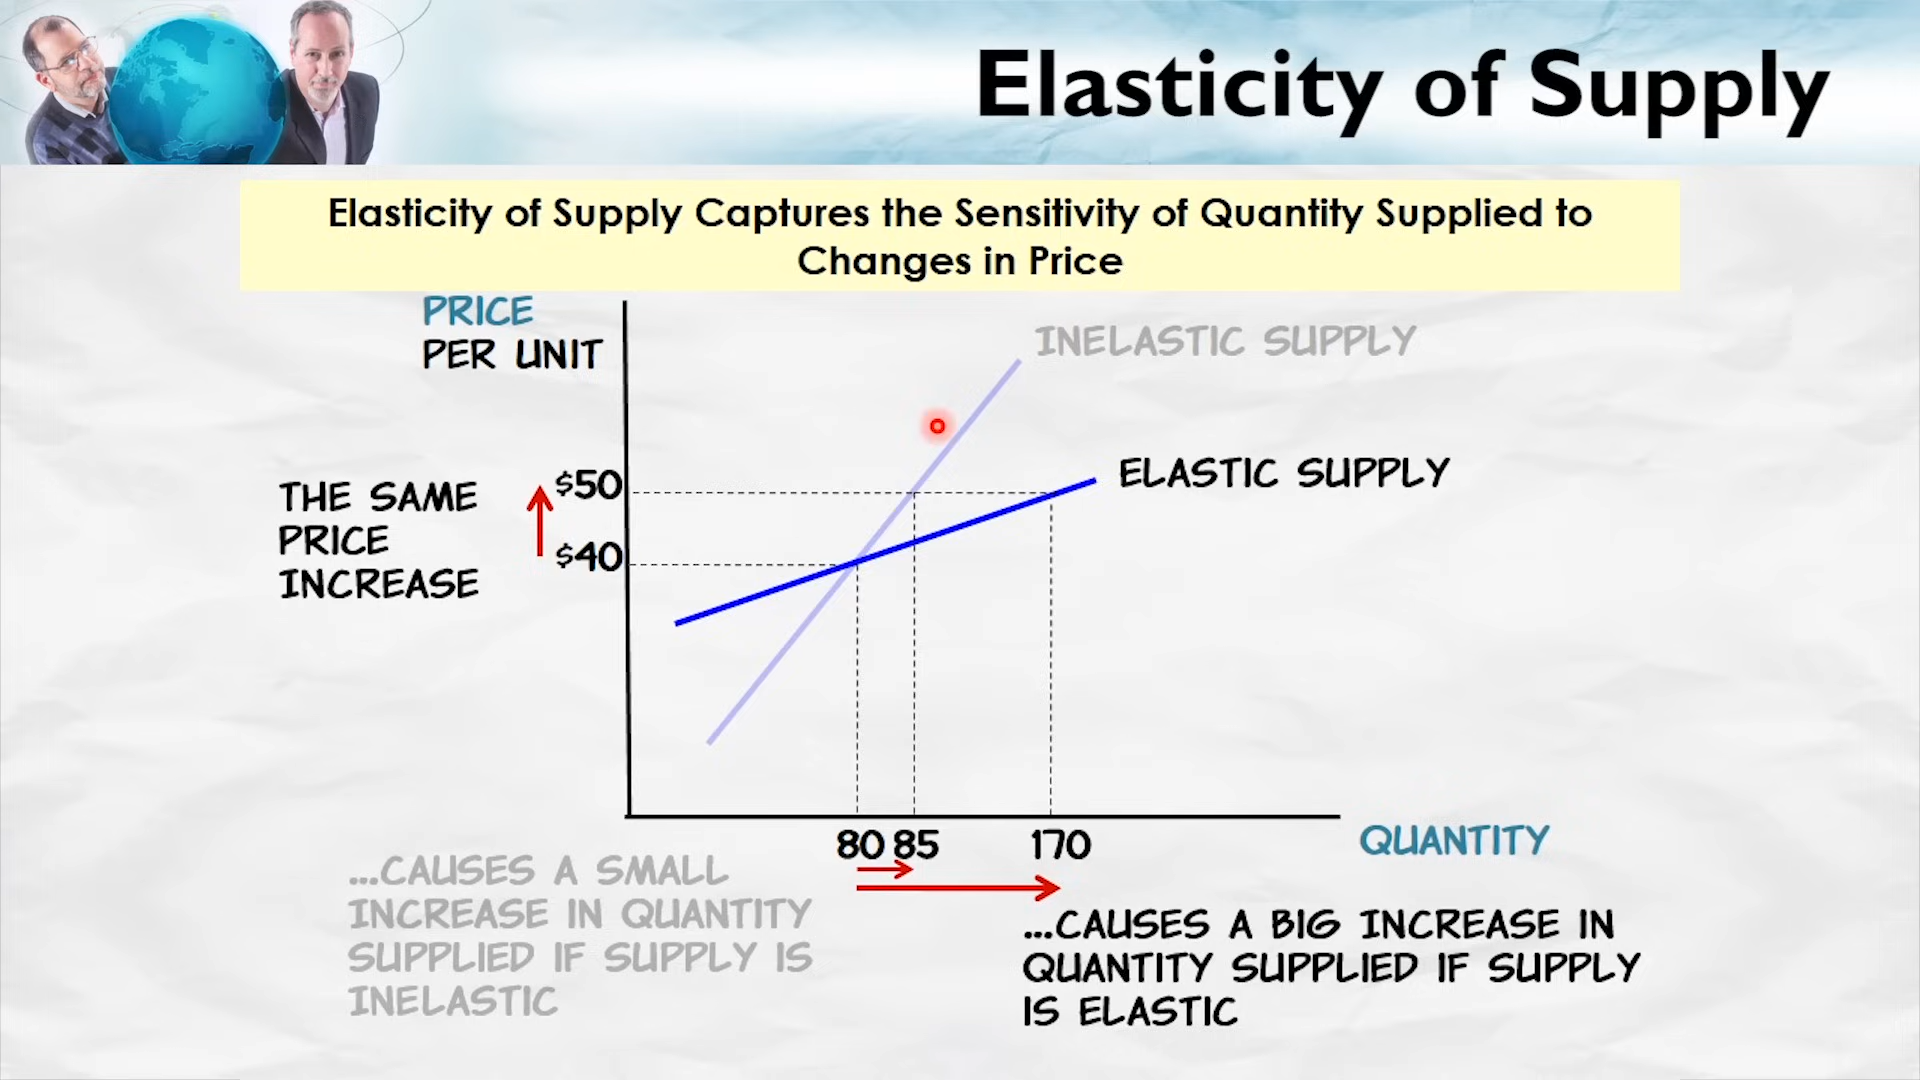 Elasticity of Supply
Elasticity of Supply Captures the Sensitivity of Quantity Supplied to
Changes in Price
PRICE
PER UNIT
INELASTIC SUPPLY
ELASTIC SUPPLY
THE SAME
PRICE
INCREASE
$50
$40
80 85 170
QUANTITY
...CAUSES A SMALL
INCREASE IN QUANTITY
SUPPLIED IF SUPPLY IS
INELASTIC
...CAUSES A BIG INCREASE IN
QUANTITY SUPPLIED IF SUPPLY
IS ELASTIC